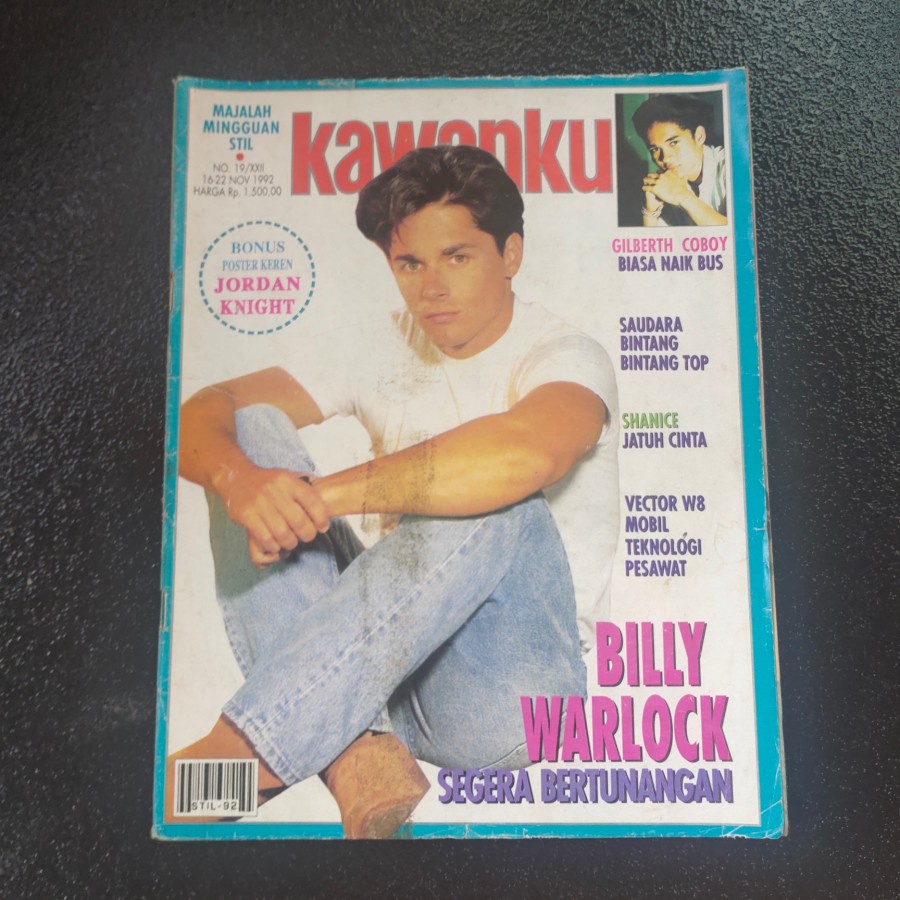 MAJALAH
MINGGUAN
STIL
NO. 19/XXII
16-22 NOV 1992
HARGA Rp. 1.500,00
kawanku
BONUS
POSTER KEREN
JORDAN
KNIGHT
GILBERTH COBOY
BIASA NAIK BUS
SAUDARA
BINTANG
BINTANG TOP
SHANICE
JATUH CINTA
VECTOR W8
MOBIL
TEKNOLOGI
PESAWAT
BILLY
WARLOCK
SEGERA BERTUNANGAN
STIL-92